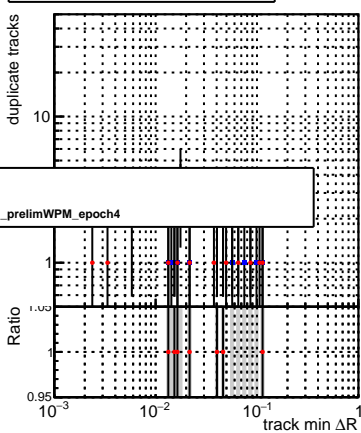 duplicate tracks
10
_prelimWPM_epoch4
1
1.05
Ratio
1
0.95
10−3 10−2 10−1 1
track min ΔR